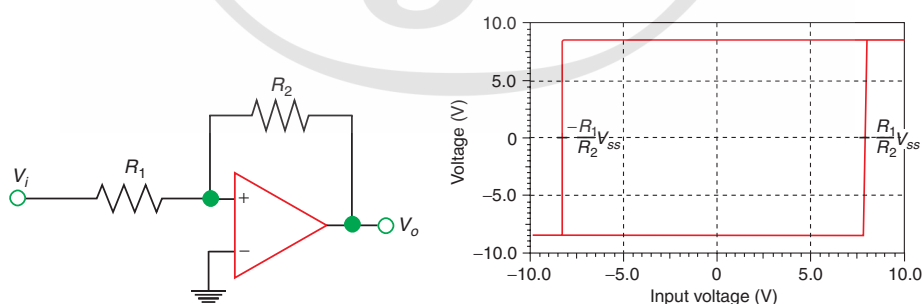 R₂
R₁
Vᵢ
+
−
Vₒ
Voltage (V)
10.0
5.0
0
−5.0
−10.0
−R₁/R₂ Vₛₛ
R₁/R₂ Vₛₛ
−10.0 −5.0 0 5.0 10.0
Input voltage (V)